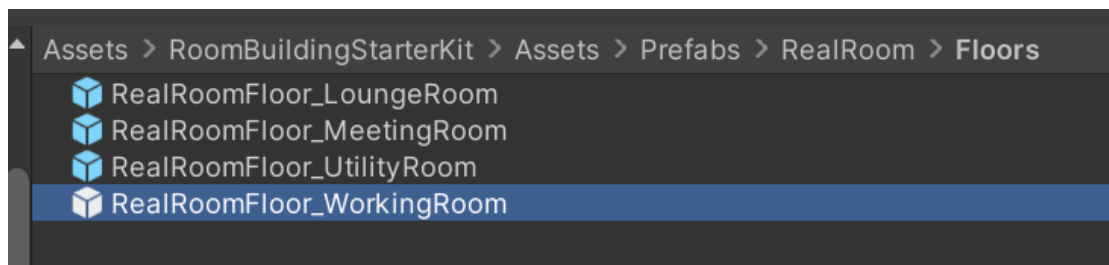 Assets > RoomBuildingStarterKit > Assets > Prefabs > RealRoom > Floors
RealRoomFloor_LoungeRoom
RealRoomFloor_MeetingRoom
RealRoomFloor_UtilityRoom
RealRoomFloor_WorkingRoom